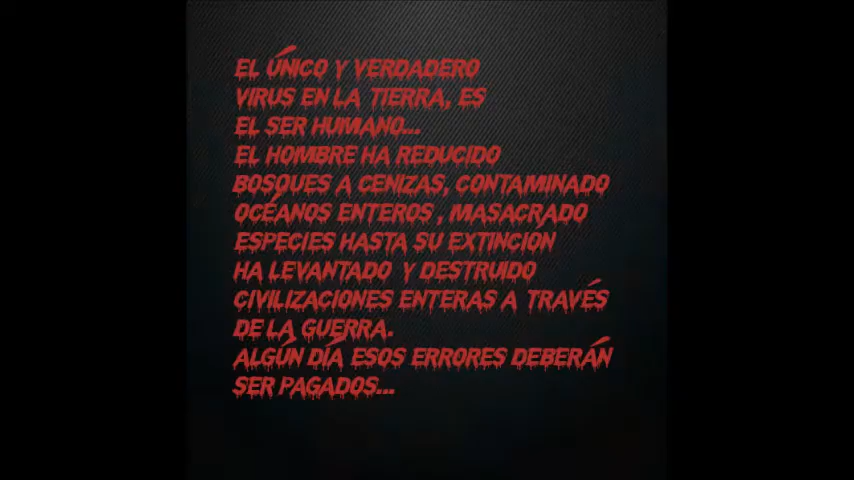 EL ÚNICO Y VERDADERO
VIRUS EN LA TIERRA, ES
EL SER HUMANO...
EL HOMBRE HA REDUCIDO
BOSQUES A CENIZAS, CONTAMINADO
OCÉANOS ENTEROS , MASACRADO
ESPECIES HASTA SU EXTINCIÓN
HA LEVANTADO Y DESTRUIDO
CIVILIZACIONES ENTERAS A TRAVÉS
DE LA GUERRA.
ALGÚN DÍA ESOS ERRORES DEBERÁN
SER PAGADOS...